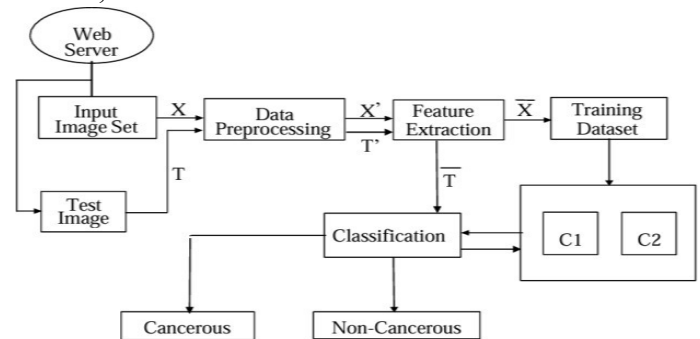 Web
Server
Input
Image Set
X
Data
Preprocessing
X'
T'
Feature
Extraction
X̅
Training
Dataset
T
T̅
Test
Image
Classification
C1
C2
Cancerous
Non-Cancerous